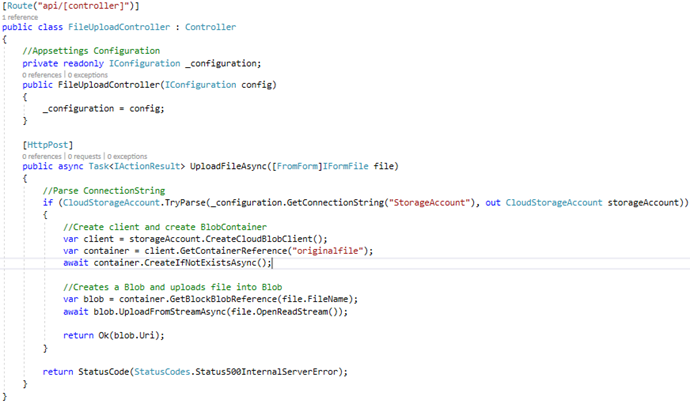 [Route("api/[controller]")]
1 reference
public class FileUploadController : Controller
{
    //Appsettings Configuration
    private readonly IConfiguration _configuration;
    0 references | 0 exceptions
    public FileUploadController(IConfiguration config)
    {
        _configuration = config;
    }

    [HttpPost]
    0 references | 0 requests | 0 exceptions
    public async Task<IActionResult> UploadFileAsync([FromForm]IFormFile file)
    {
        //Parse ConnectionString
        if (CloudStorageAccount.TryParse(_configuration.GetConnectionString("StorageAccount"), out CloudStorageAccount storageAccount))
        {
            //Create client and create BlobContainer
            var client = storageAccount.CreateCloudBlobClient();
            var container = client.GetContainerReference("originalfile");
            await container.CreateIfNotExistsAsync();

            //Creates a Blob and uploads file into Blob
            var blob = container.GetBlockBlobReference(file.FileName);
            await blob.UploadFromStreamAsync(file.OpenReadStream());

            return Ok(blob.Uri);
        }

        return StatusCode(StatusCodes.Status500InternalServerError);
    }
}